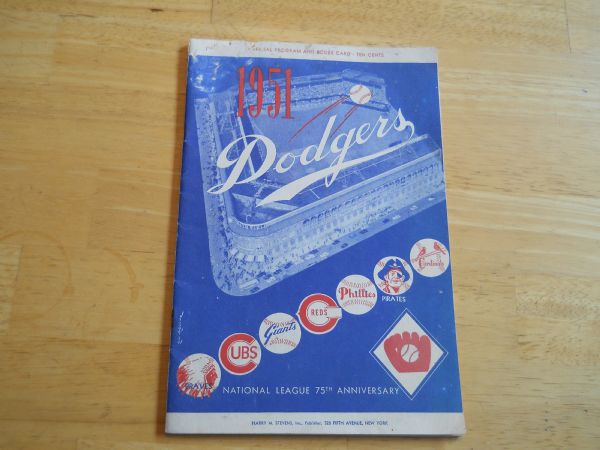 OFFICIAL PROGRAM AND SCORE CARD - TEN CENTS
1951
Dodgers
Cardinals
PIRATES
Phillies
REDS
Giants
CUBS
BRAVES
NATIONAL LEAGUE 75TH ANNIVERSARY
HARRY M. STEVENS, Inc., Publisher, 320 FIFTH AVENUE, NEW YORK